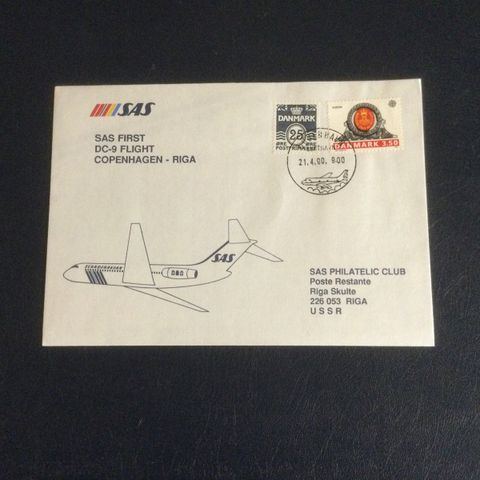 SAS
SAS FIRST
DC-9 FLIGHT
COPENHAGEN - RIGA
DANMARK
25
ØRE
DANMARK 3.50
21.4.90. 9.00
SCANDINAVIAN
SAS
SAS PHILATELIC CLUB
Poste Restante
Riga Skulte
226 053 RIGA
U S S R